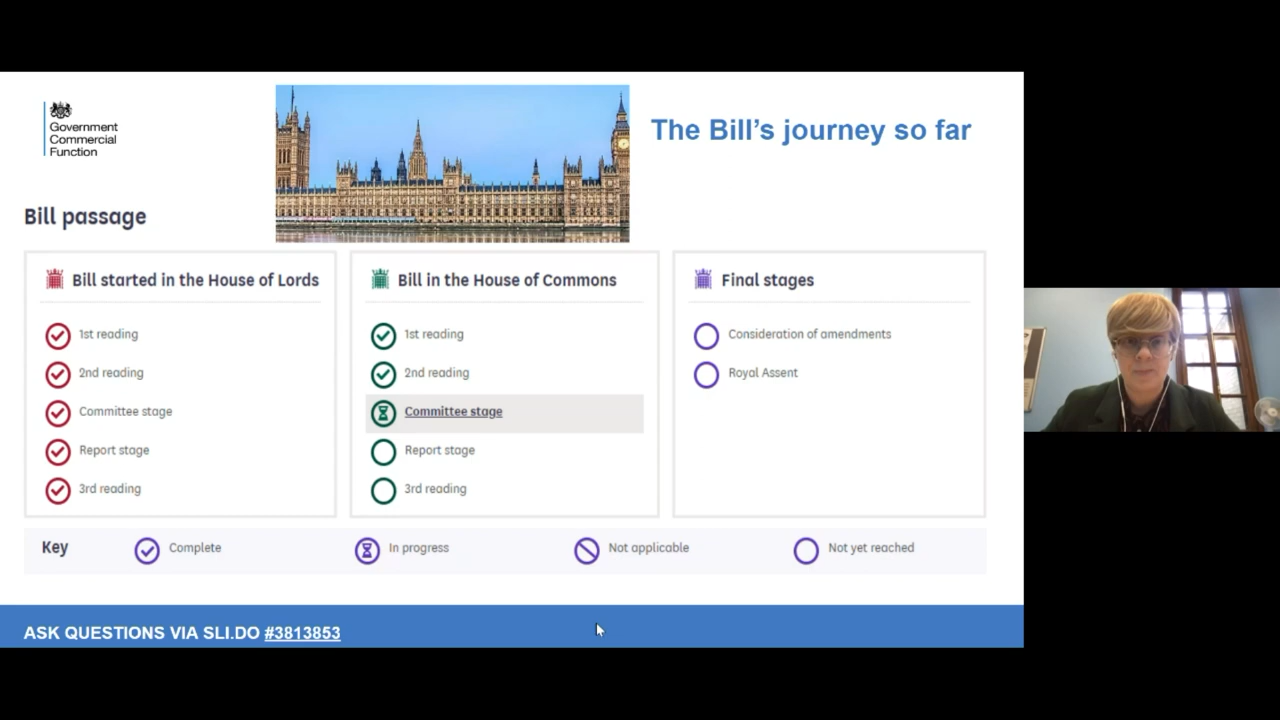 Government
Commercial
Function
The Bill's journey so far
Bill passage
Bill started in the House of Lords
1st reading
2nd reading
Committee stage
Report stage
3rd reading
Bill in the House of Commons
1st reading
2nd reading
Committee stage
Report stage
3rd reading
Final stages
Consideration of amendments
Royal Assent
Key
Complete
In progress
Not applicable
Not yet reached
ASK QUESTIONS VIA SLI.DO #3813853